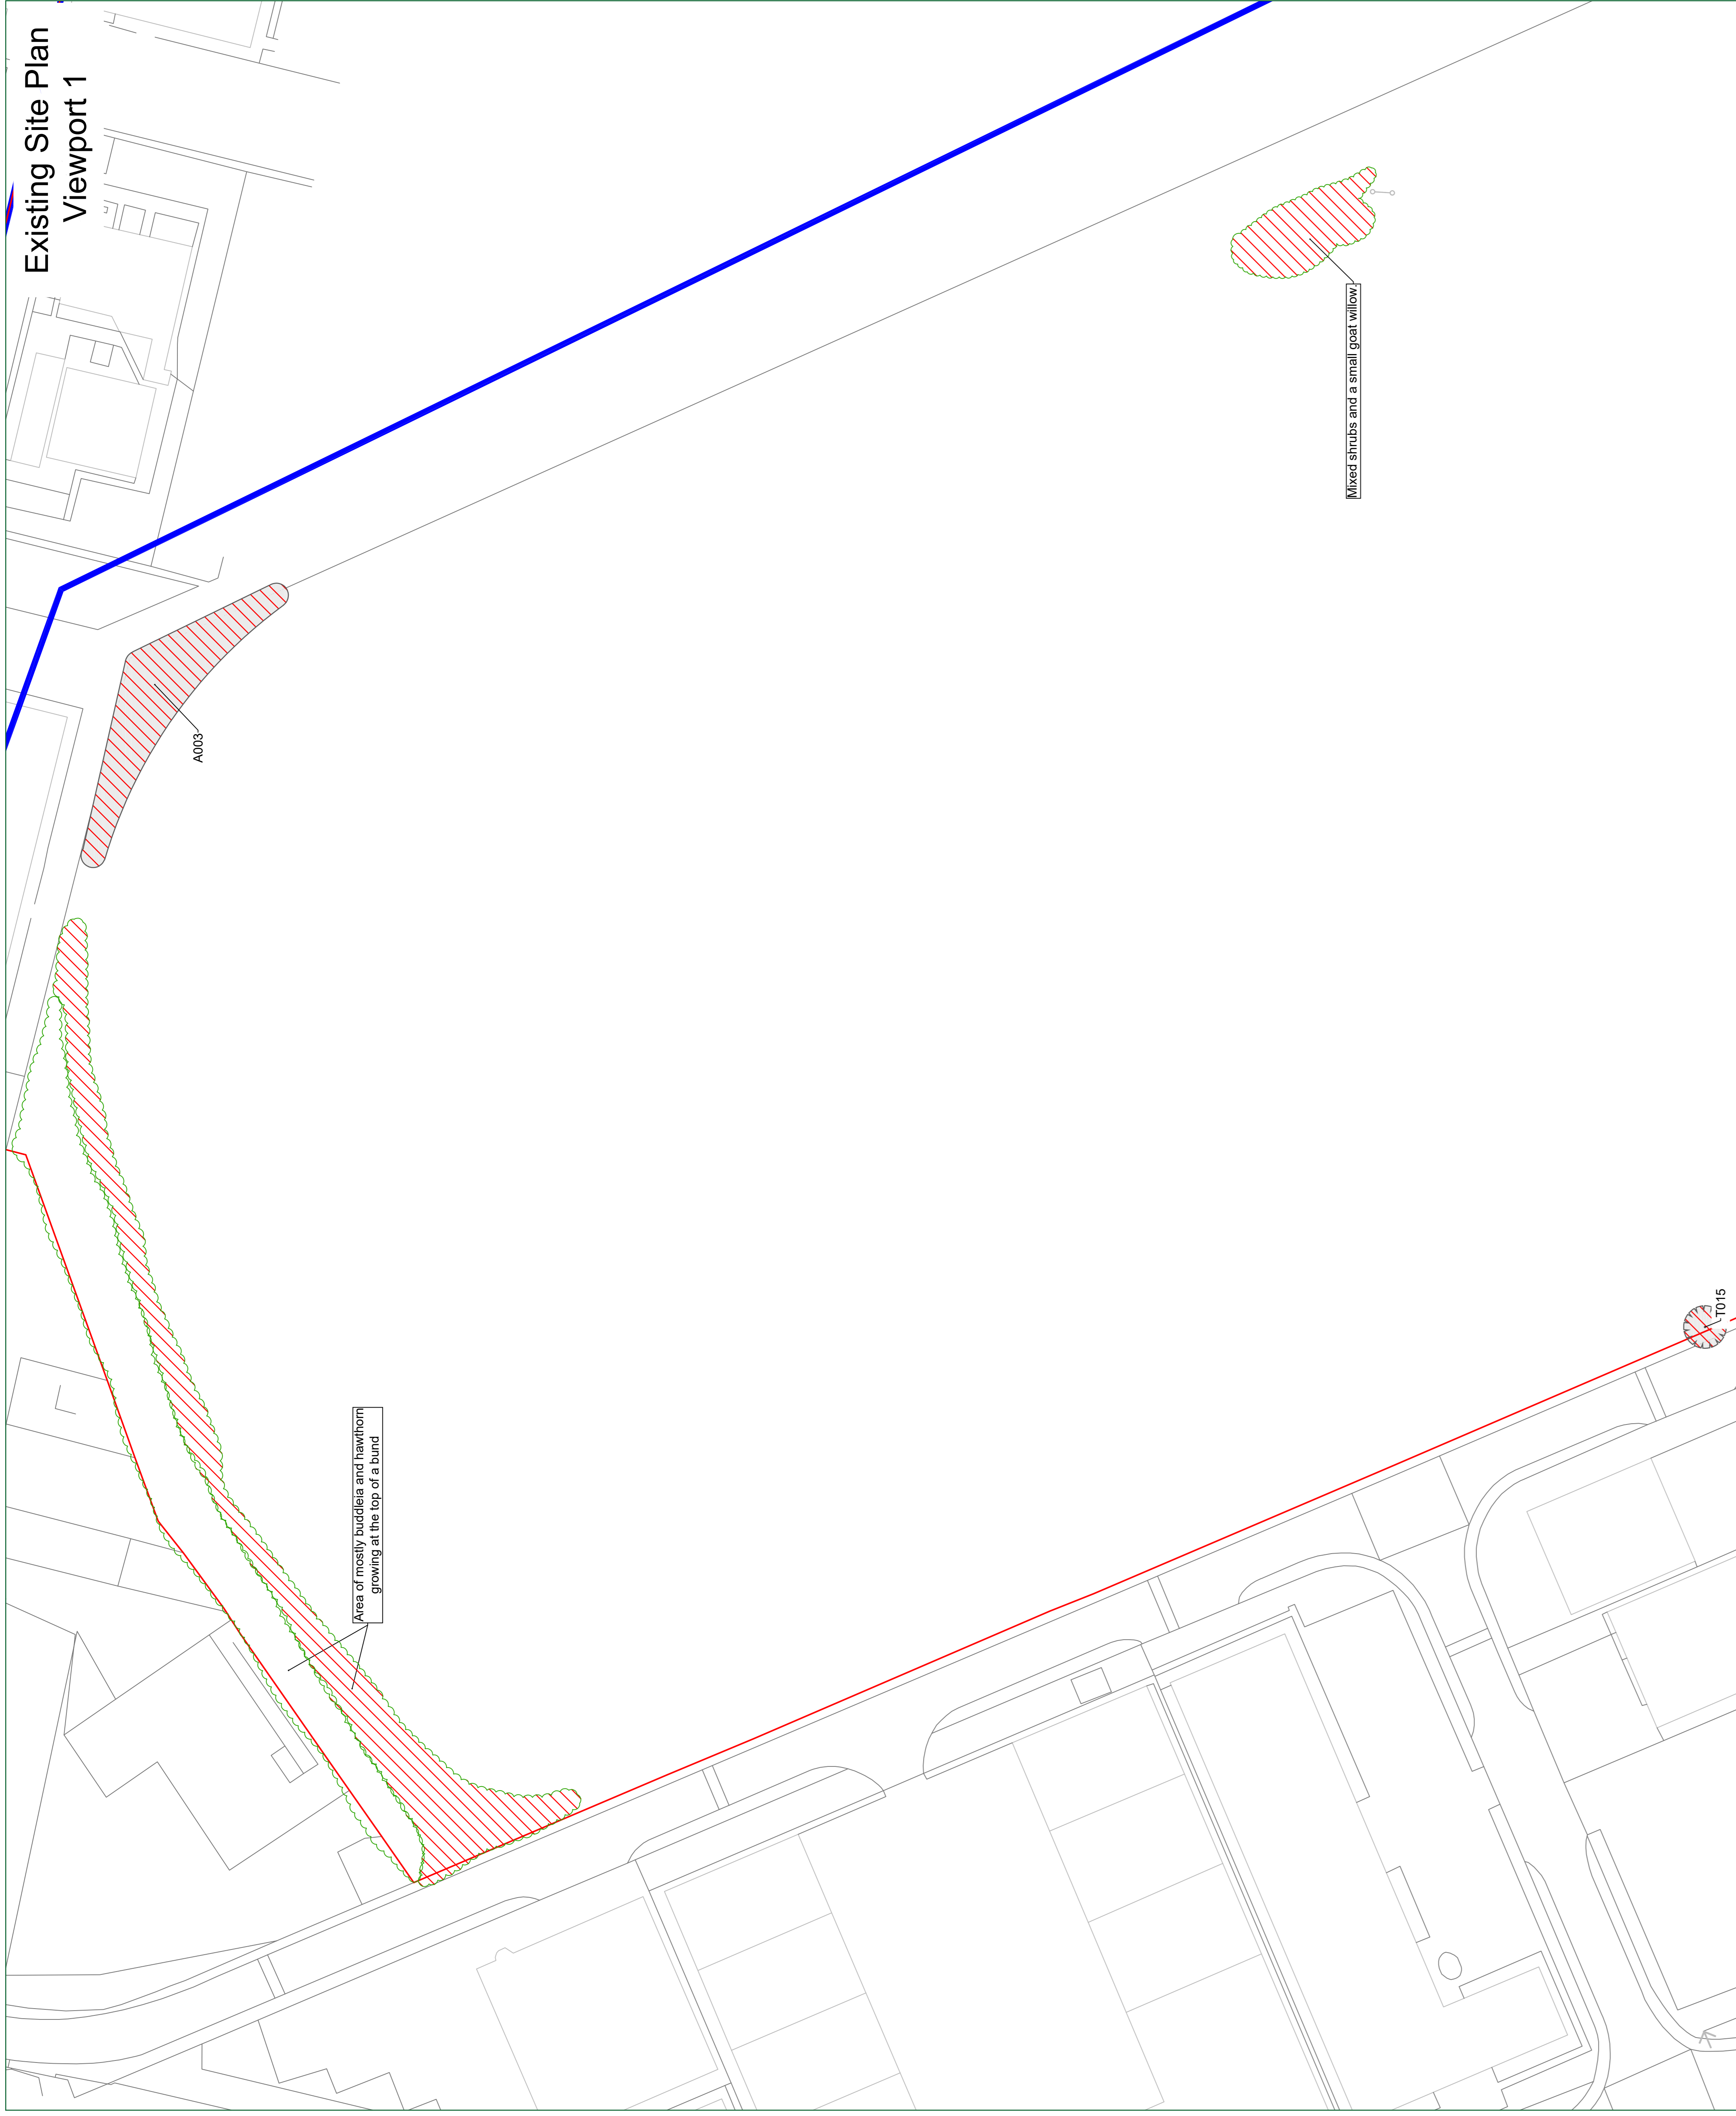 Existing Site Plan
Viewport 1
A003
Area of mostly buddleia and hawthorn
growing at the top of a bund
Mixed shrubs and a small goat willow.
T015